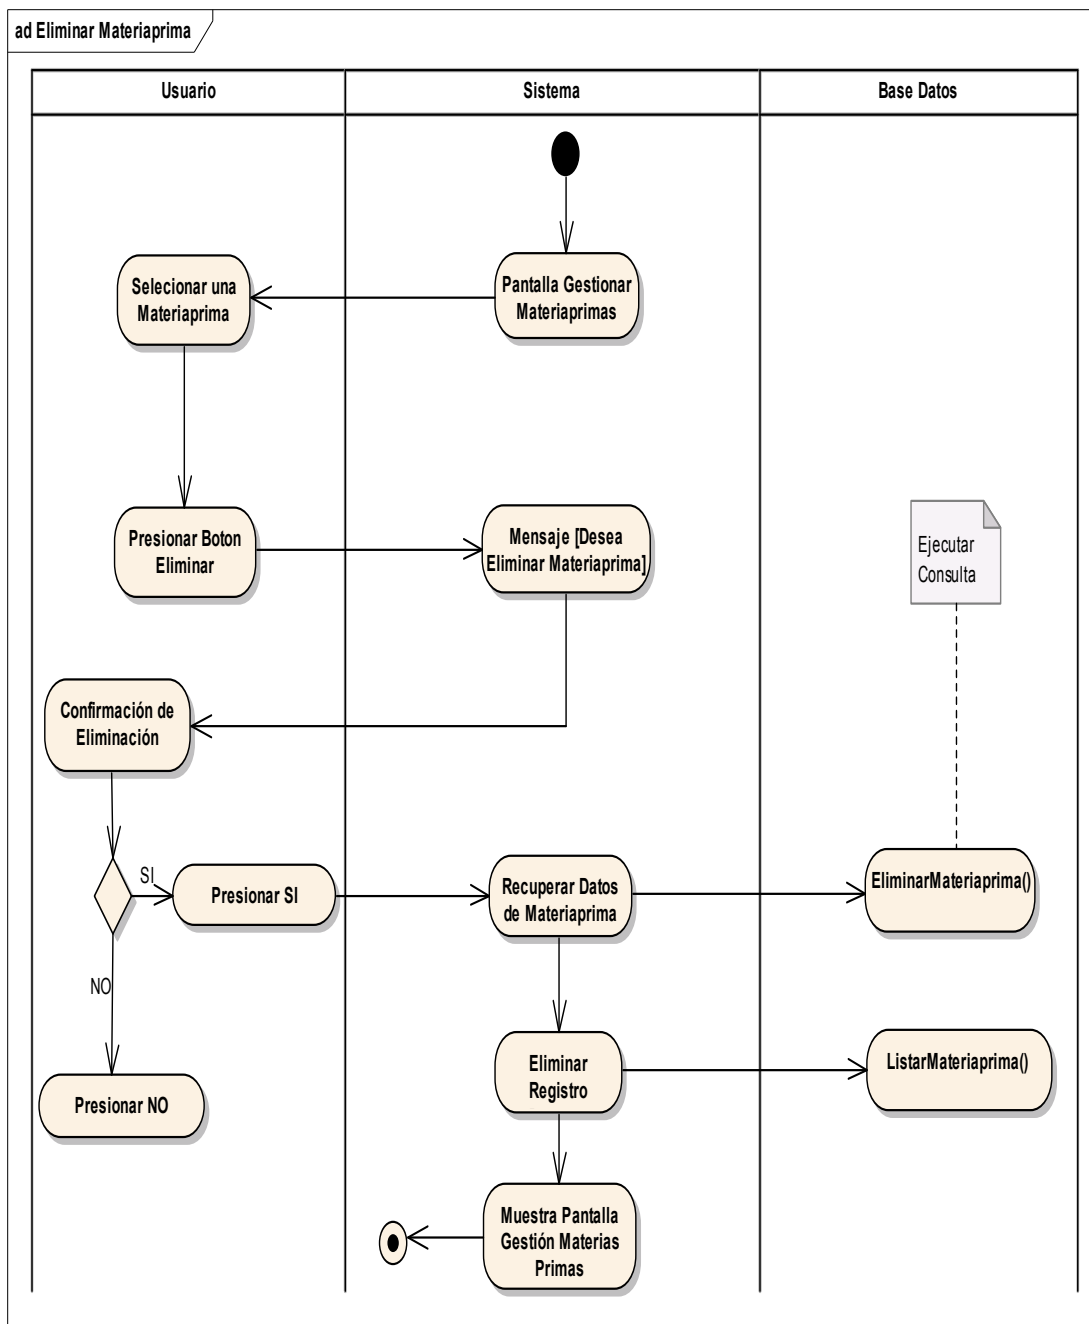 ad Eliminar Materiaprima
Usuario
Sistema
Base Datos
Selecionar una
Materiaprima
Pantalla Gestionar
Materiaprimas
Presionar Boton
Eliminar
Mensaje [Desea
Eliminar Materiaprima]
Ejecutar
Consulta
Confirmación de
Eliminación
SI
Presionar SI
Recuperar Datos
de Materiaprima
EliminarMateriaprima()
NO
Presionar NO
Eliminar
Registro
ListarMateriaprima()
Muestra Pantalla
Gestión Materias
Primas